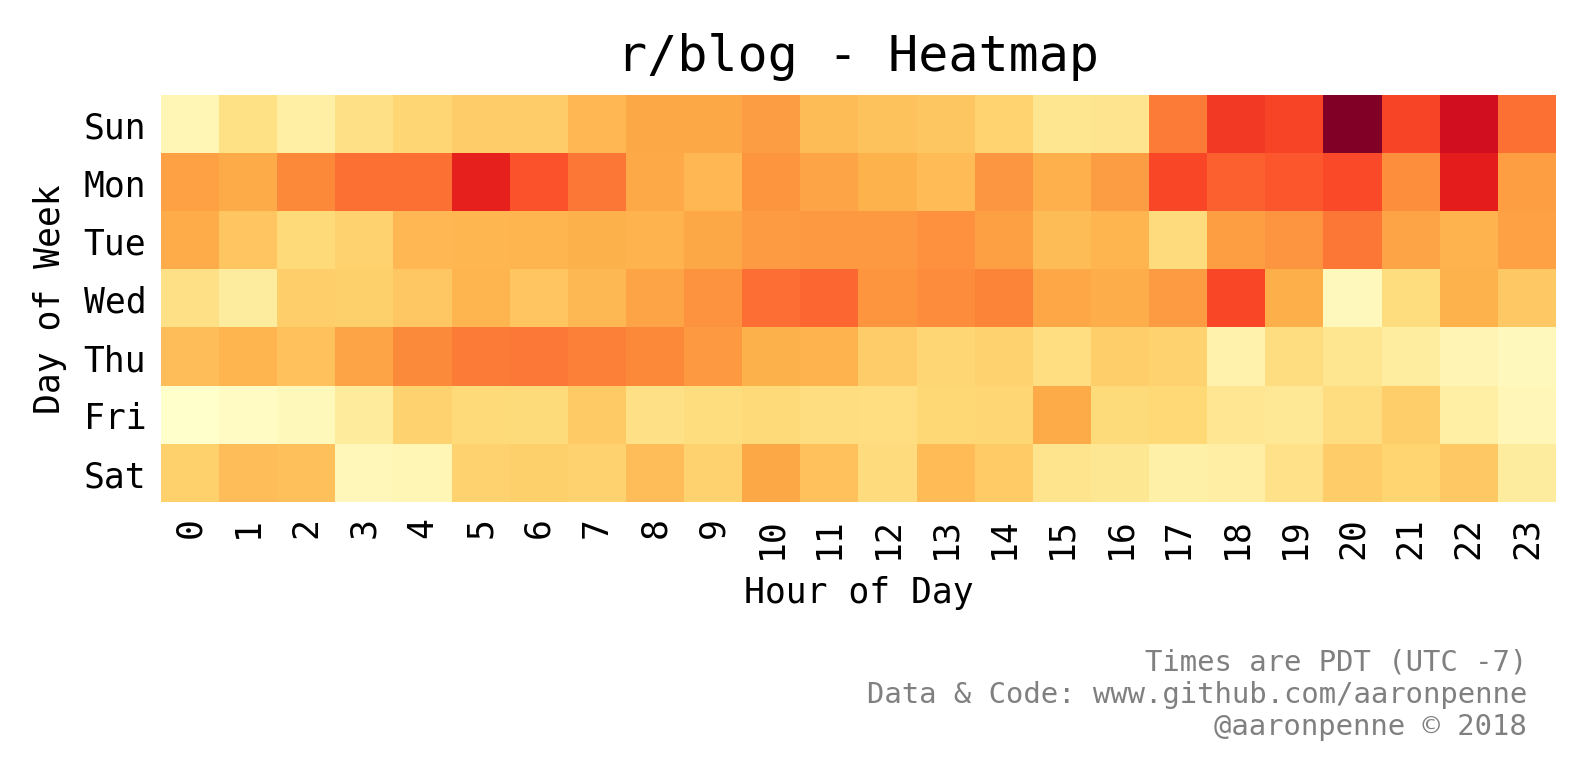 r/blog - Heatmap
Day of Week
Sun
Mon
Tue
Wed
Thu
Fri
Sat
0 1 2 3 4 5 6 7 8 9 10 11 12 13 14 15 16 17 18 19 20 21 22 23
Hour of Day
Times are PDT (UTC -7)
Data & Code: www.github.com/aaronpenne
@aaronpenne © 2018